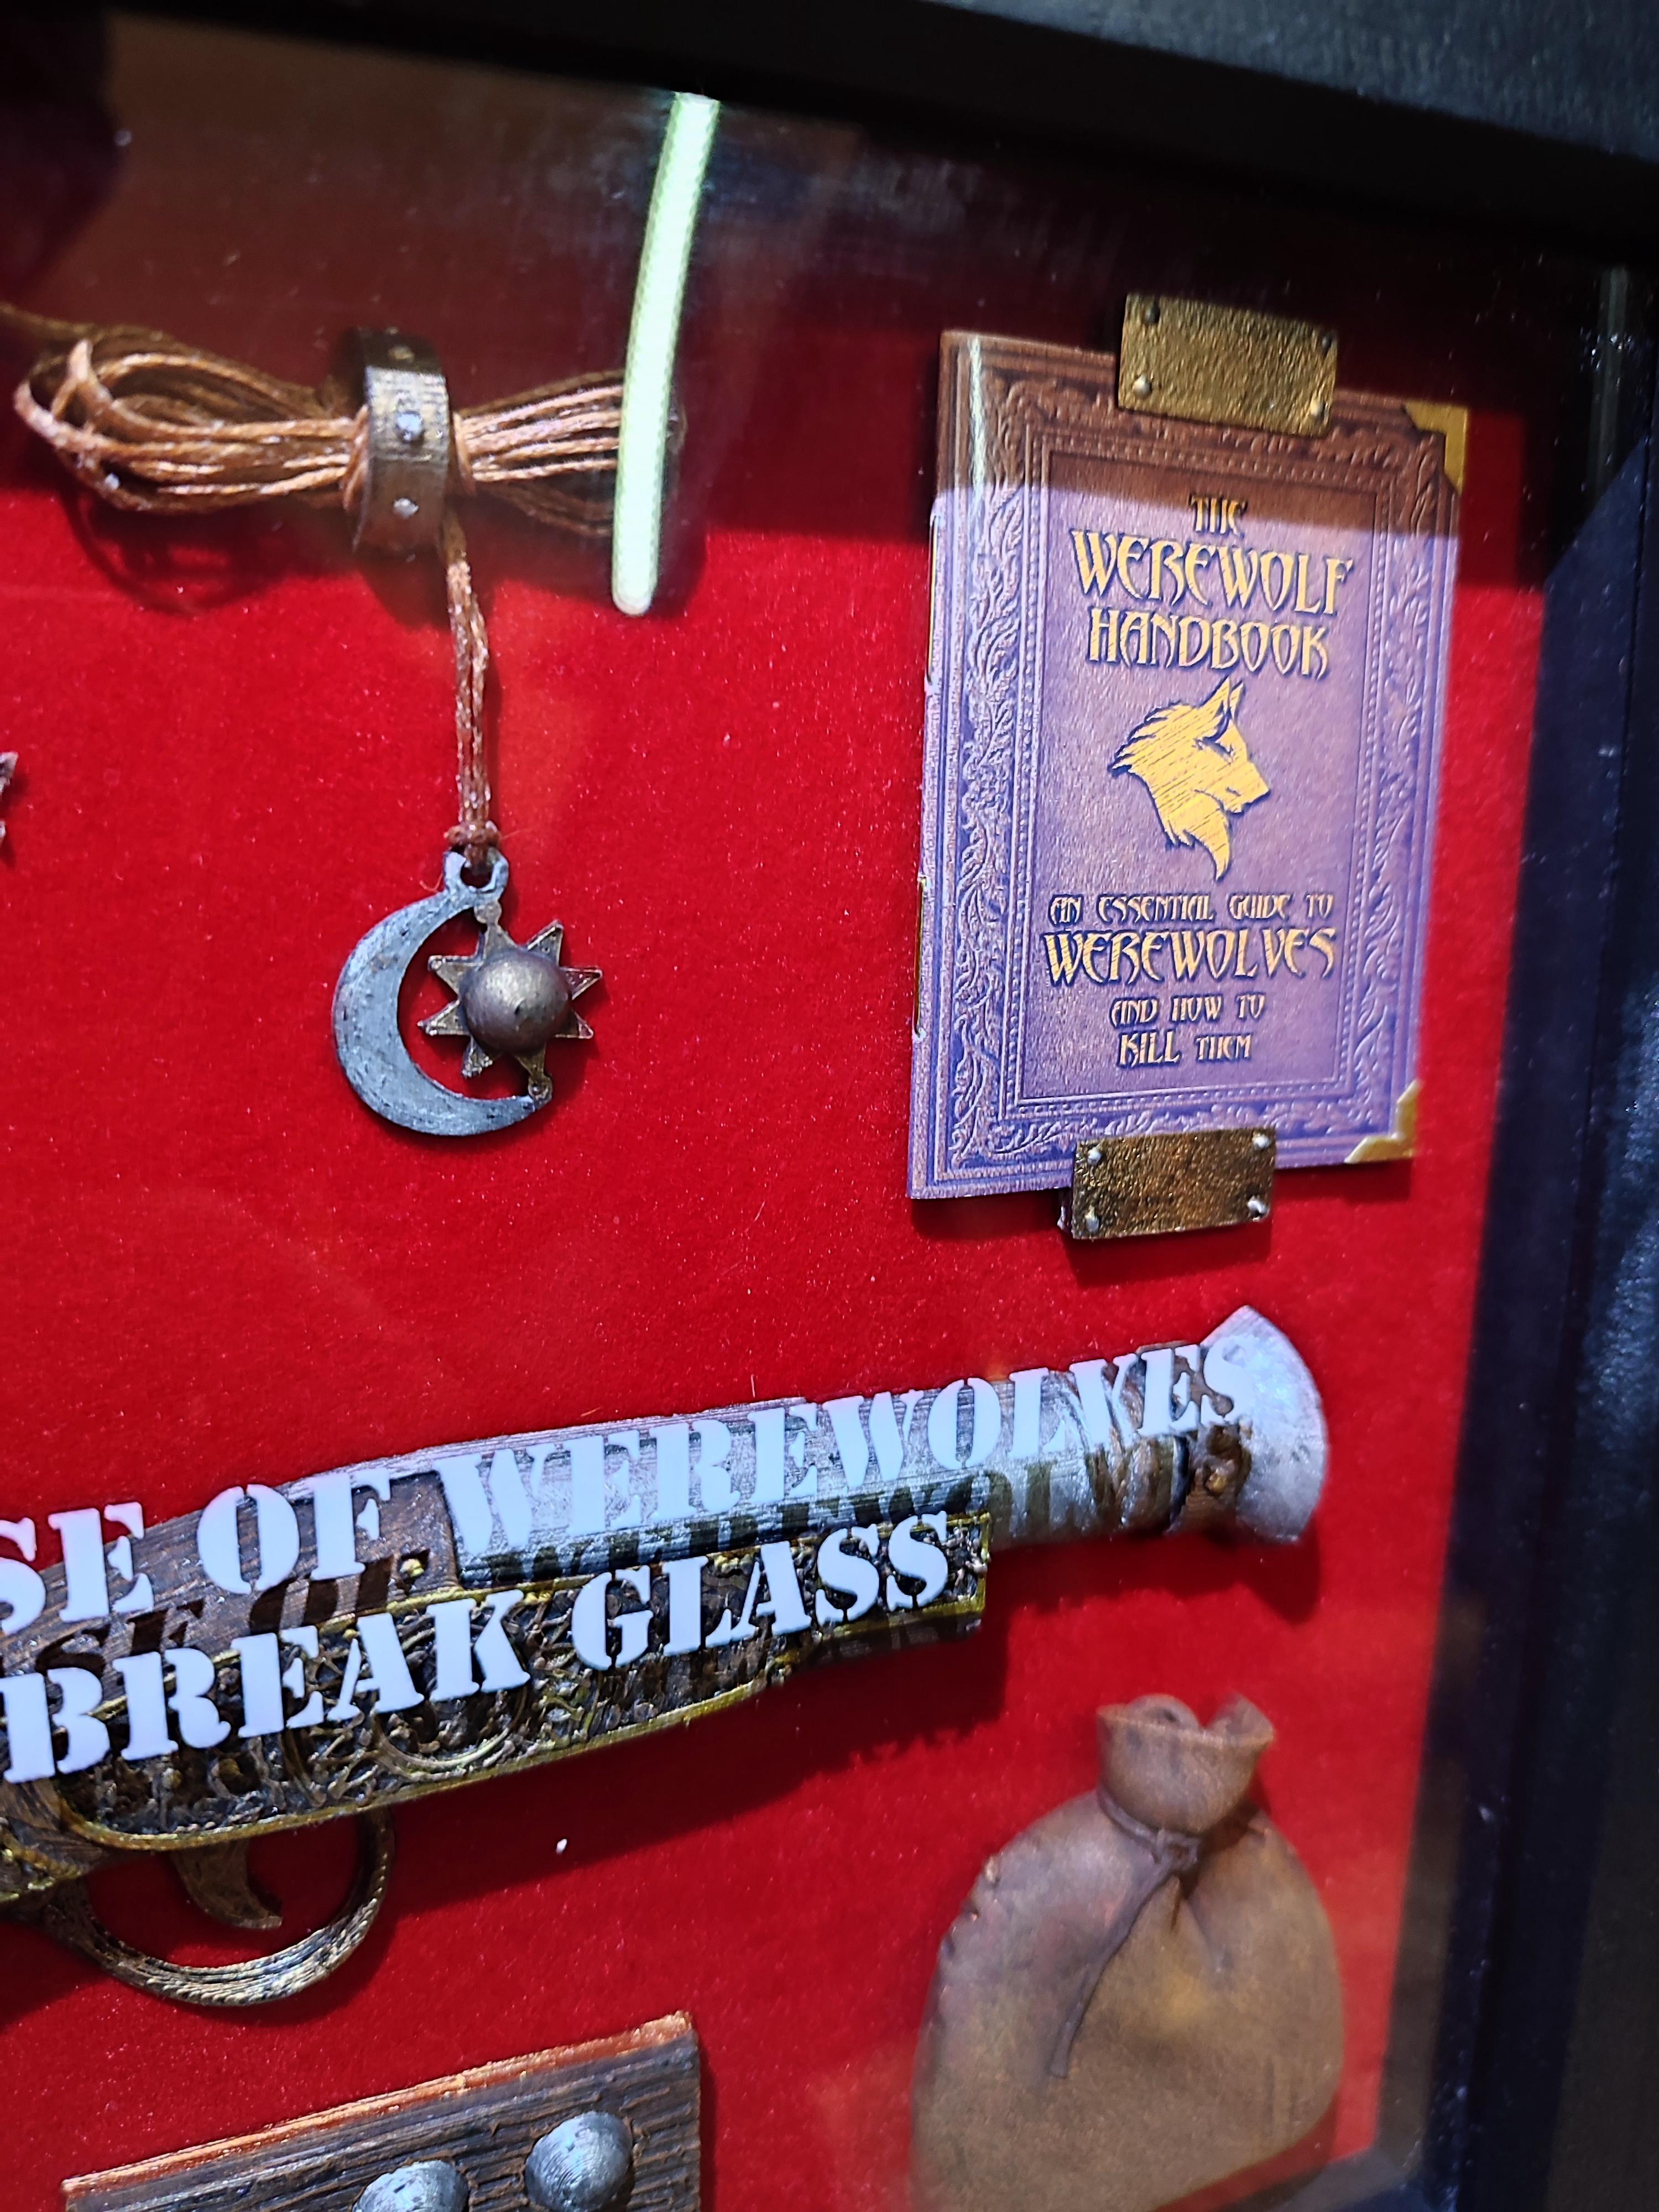 THE
WEREWOLF
HANDBOOK
AN ESSENTIAL GUIDE TO
WEREWOLVES
AND HOW TO
KILL THEM
SE OF WEREWOLVES
BREAK GLASS